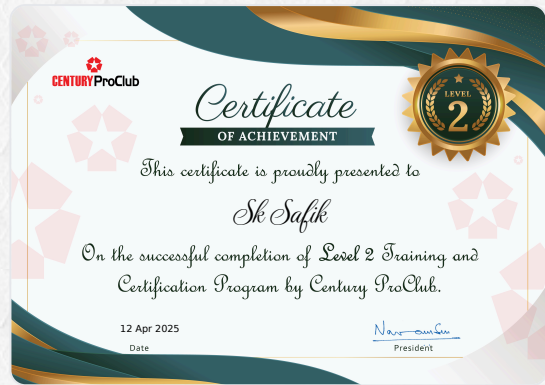 CENTURY ProClub
Certificate
OF ACHIEVEMENT
LEVEL
2
This certificate is proudly presented to
Sk Safik
On the successful completion of Level 2 Training and
Certification Program by Century ProClub.
12 Apr 2025
Date
President